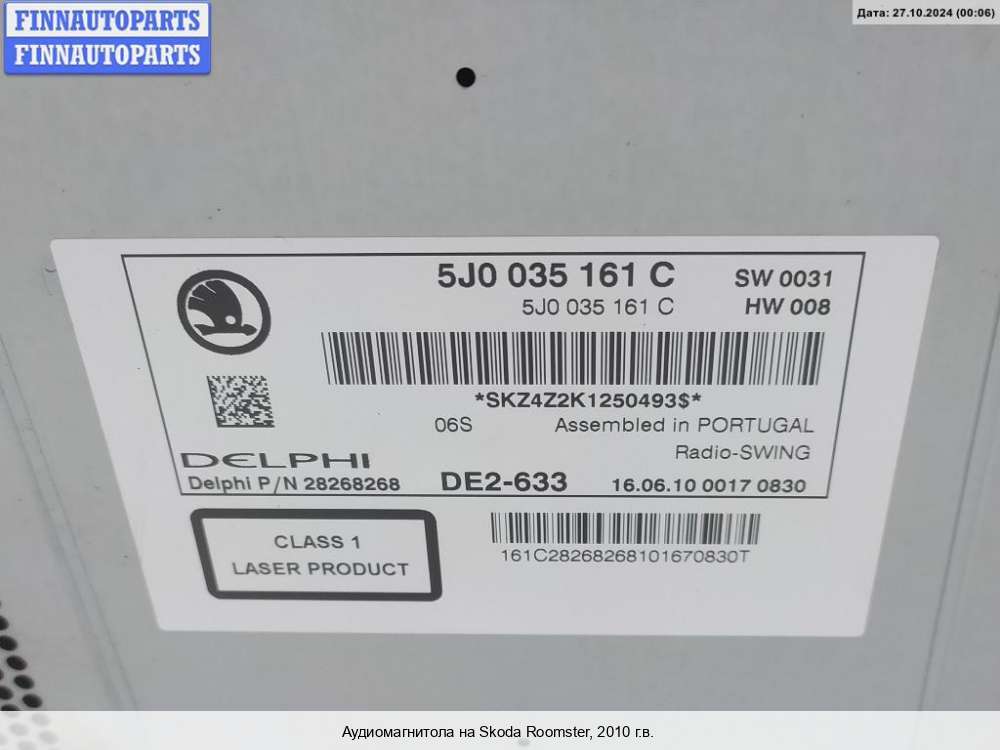 FINNAUTOPARTS
FINNAUTOPARTS
Дата: 27.10.2024 (00:06)
5J0 035 161 C SW 0031
5J0 035 161 C HW 008
*SKZ4Z2K1250493$*
06S Assembled in PORTUGAL
Radio-SWING
DELPHI
Delphi P/N 28268268 DE2-633 16.06.10 0017 0830
CLASS 1
LASER PRODUCT
161C28268268101670830T
Аудиомагнитола на Skoda Roomster, 2010 г.в.